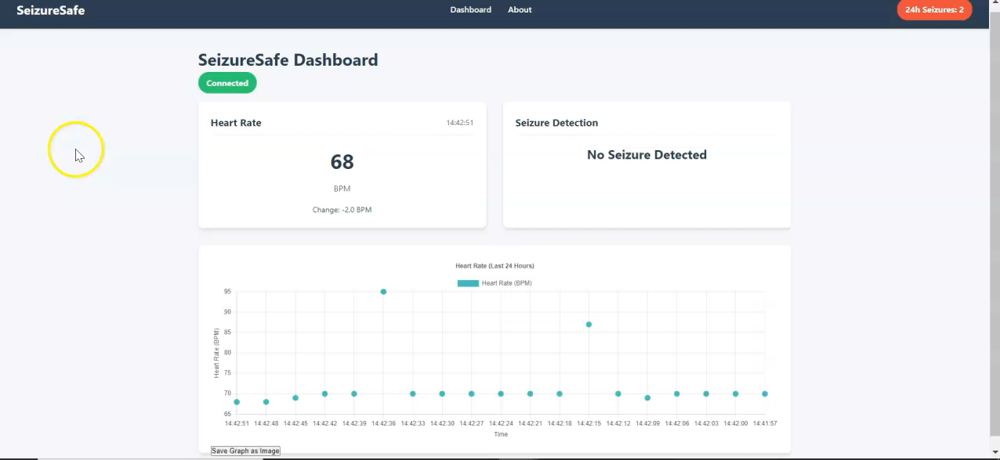 SeizureSafe
Dashboard About
24h Seizures: 2
SeizureSafe Dashboard
Connected
Heart Rate
14:42:51
68
BPM
Change: -2.0 BPM
Seizure Detection
No Seizure Detected
Heart Rate (Last 24 Hours)
Heart Rate (BPM)
95
90
85
80
75
70
65
Heart Rate (BPM)
14:42:51 14:42:48 14:42:45 14:42:42 14:42:39 14:42:36 14:42:33 14:42:30 14:42:27 14:42:24 14:42:21 14:42:18 14:42:15 14:42:12 14:42:09 14:42:06 14:42:03 14:42:00 14:41:57
Time
Save Graph as Image